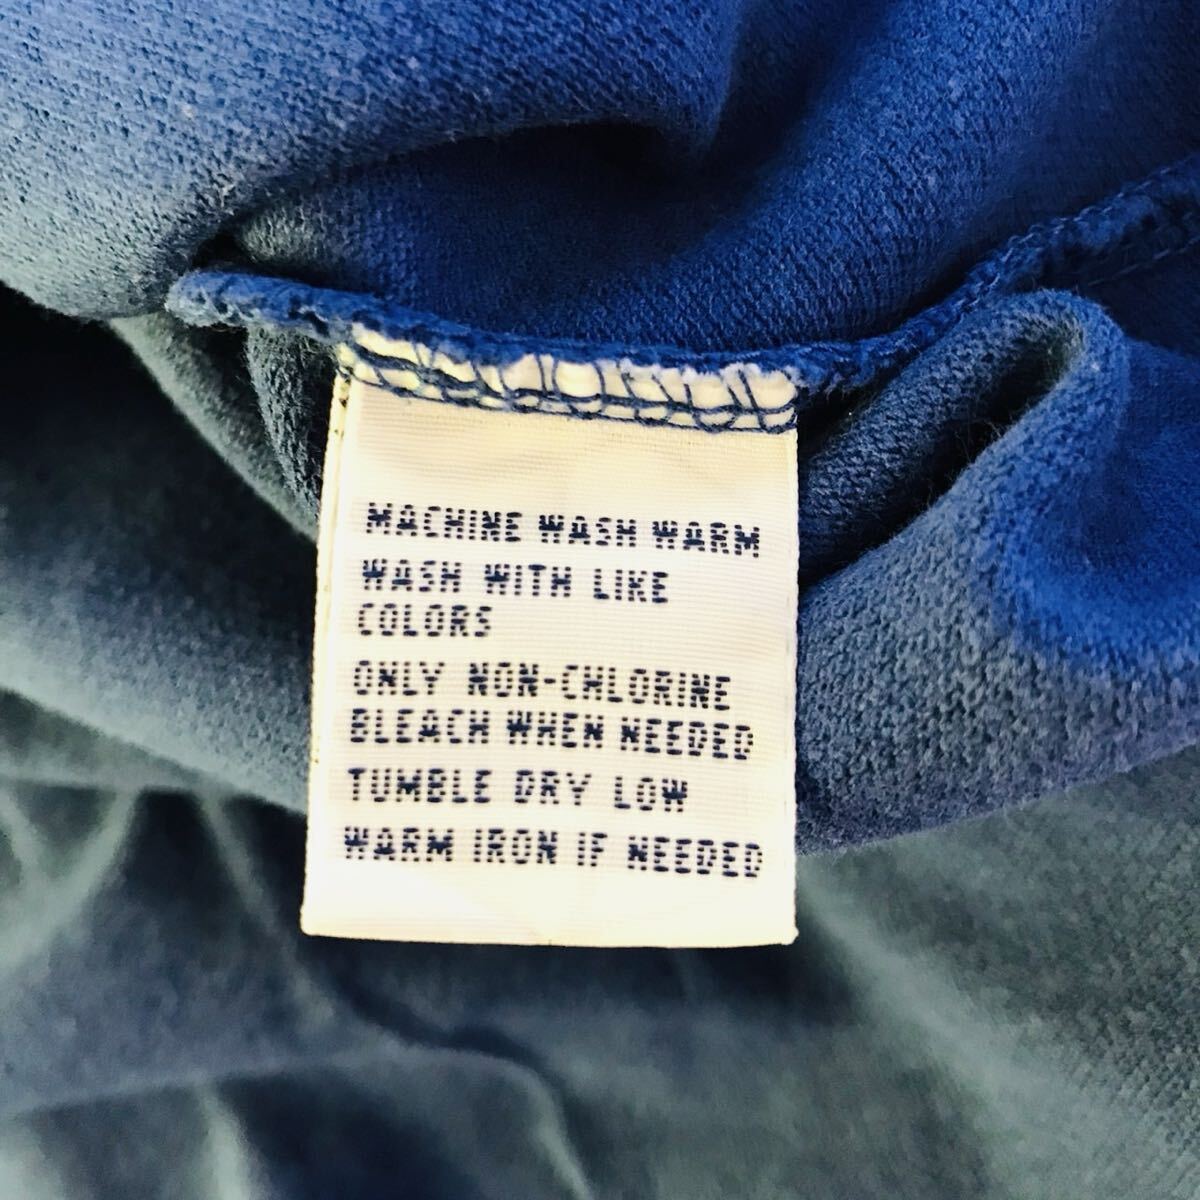 MACHINE WASH WARM
WASH WITH LIKE
COLORS
ONLY NON-CHLORINE
BLEACH WHEN NEEDED
TUMBLE DRY LOW
WARM IRON IF NEEDED